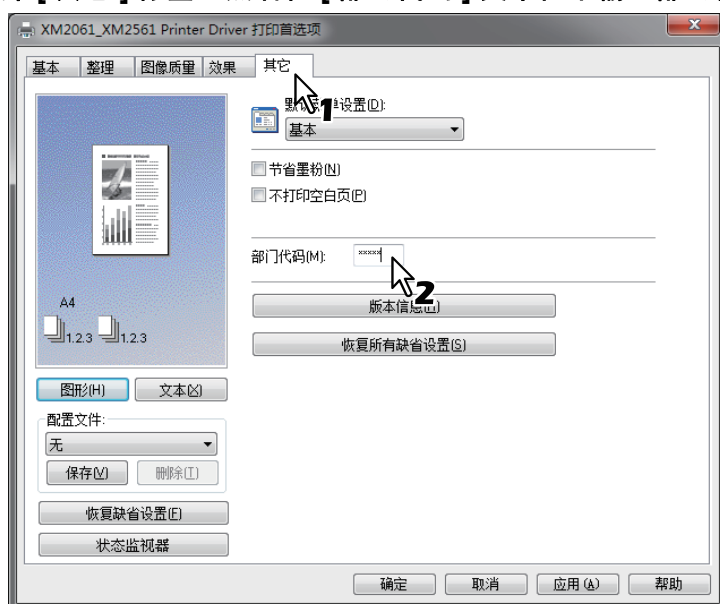 XM2061_XM2561 Printer Driver 打印首选项
基本 整理 图像质量 效果 其它
1
设置(D):
基本
节省墨粉(N)
不打印空白页(P)
部门代码(M): *****
2
版本信息(I)
恢复所有缺省设置(S)
A4
1.2.3 1.2.3
图形(H) 文本(X)
配置文件:
无
保存(V) 删除(T)
恢复缺省设置(F)
状态监视器
确定 取消 应用(A) 帮助